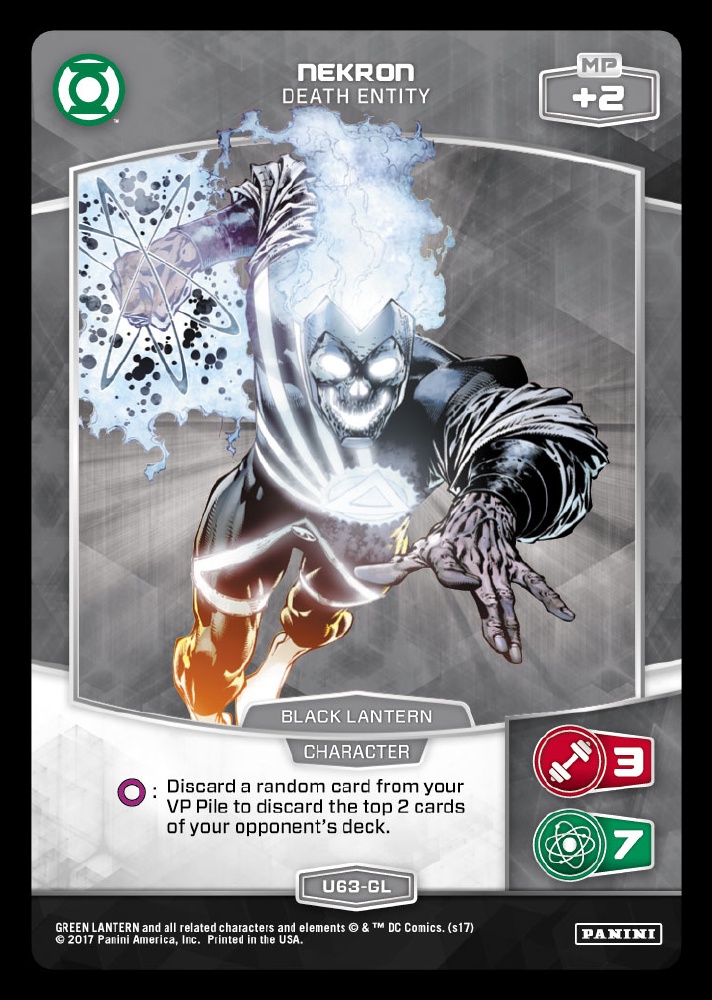 NEKRON
DEATH ENTITY
MP
+2
BLACK LANTERN
CHARACTER
: Discard a random card from your
VP Pile to discard the top 2 cards
of your opponent's deck.
3
7
U63-GL
GREEN LANTERN and all related characters and elements © & ™ DC Comics. (s17)
© 2017 Panini America, Inc. Printed in the USA.
PANINI